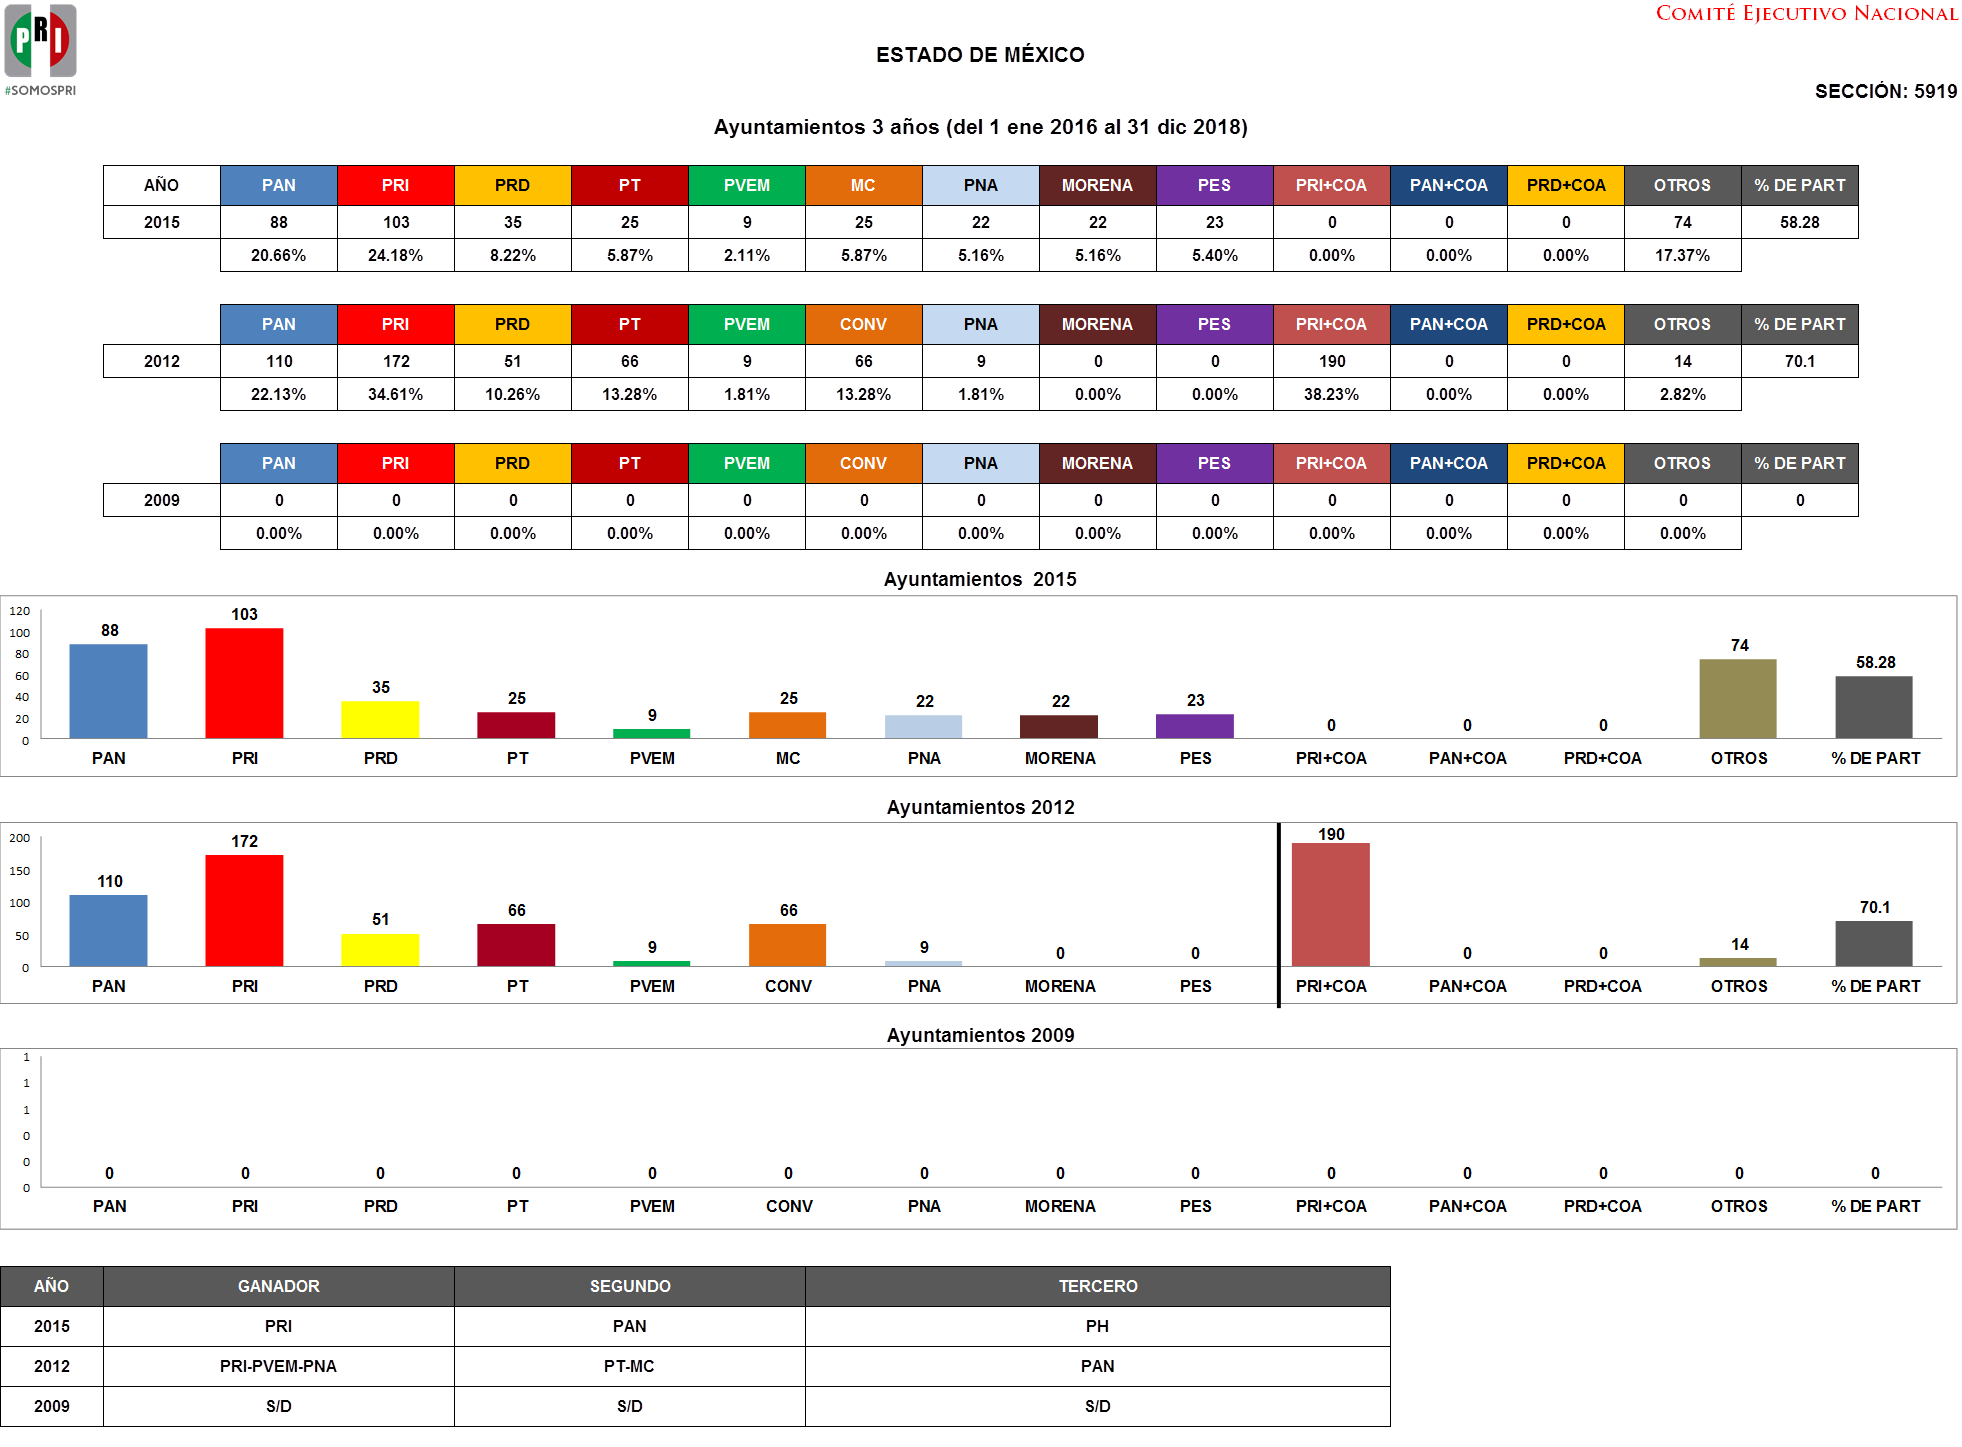 PRI
#SOMOSPRI
COMITÉ EJECUTIVO NACIONAL
ESTADO DE MÉXICO
SECCIÓN: 5919
Ayuntamientos 3 años (del 1 ene 2016 al 31 dic 2018)
AÑO PAN PRI PRD PT PVEM MC PNA MORENA PES PRI+COA PAN+COA PRD+COA OTROS % DE PART
2015 88 103 35 25 9 25 22 22 23 0 0 0 74 58.28
20.66% 24.18% 8.22% 5.87% 2.11% 5.87% 5.16% 5.16% 5.40% 0.00% 0.00% 0.00% 17.37%
PAN PRI PRD PT PVEM CONV PNA MORENA PES PRI+COA PAN+COA PRD+COA OTROS % DE PART
2012 110 172 51 66 9 66 9 0 0 190 0 0 14 70.1
22.13% 34.61% 10.26% 13.28% 1.81% 13.28% 1.81% 0.00% 0.00% 38.23% 0.00% 0.00% 2.82%
PAN PRI PRD PT PVEM CONV PNA MORENA PES PRI+COA PAN+COA PRD+COA OTROS % DE PART
2009 0 0 0 0 0 0 0 0 0 0 0 0 0 0
0.00% 0.00% 0.00% 0.00% 0.00% 0.00% 0.00% 0.00% 0.00% 0.00% 0.00% 0.00% 0.00%
Ayuntamientos 2015
120
100
80
60
40
20
0
88 103 35 25 9 25 22 22 23 0 0 0 74 58.28
PAN PRI PRD PT PVEM MC PNA MORENA PES PRI+COA PAN+COA PRD+COA OTROS % DE PART
Ayuntamientos 2012
200
150
100
50
0
110 172 51 66 9 66 9 0 0 190 0 0 14 70.1
PAN PRI PRD PT PVEM CONV PNA MORENA PES PRI+COA PAN+COA PRD+COA OTROS % DE PART
Ayuntamientos 2009
1
1
1
0
0
0
0 0 0 0 0 0 0 0 0 0 0 0 0 0
PAN PRI PRD PT PVEM CONV PNA MORENA PES PRI+COA PAN+COA PRD+COA OTROS % DE PART
AÑO GANADOR SEGUNDO TERCERO
2015 PRI PAN PH
2012 PRI-PVEM-PNA PT-MC PAN
2009 S/D S/D S/D